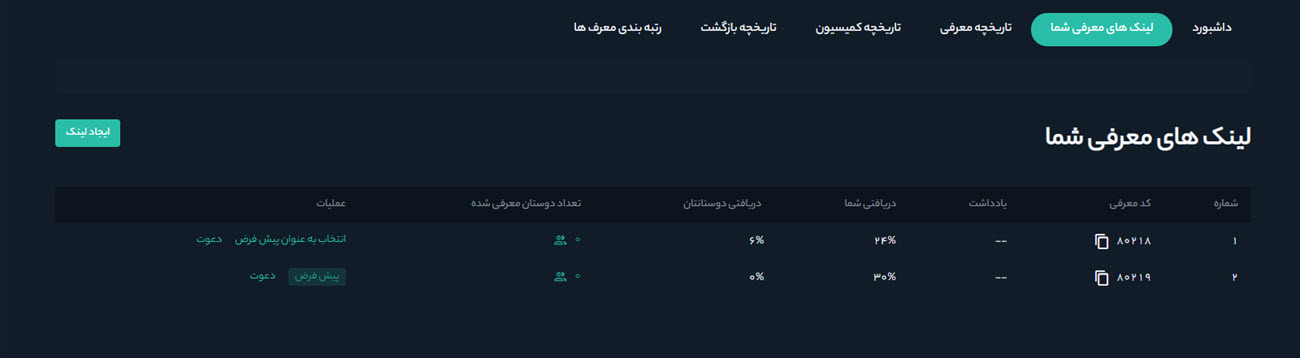 داشبورد لینک های معرفی شما تاریخچه معرفی تاریخچه کمیسیون تاریخچه بازگشت رتبه بندی معرف ها
لینک های معرفی شما ایجاد لینک
شماره کد معرفی یادداشت دریافتی شما دریافتی دوستانتان تعداد دوستان معرفی شده عملیات
۱ ۸۰۲۱۸ -- ۲۴% ۶% ۰ انتخاب به عنوان پیش فرض دعوت
۲ ۸۰۲۱۹ -- ۳۰% ۰% ۰ پیش فرض دعوت